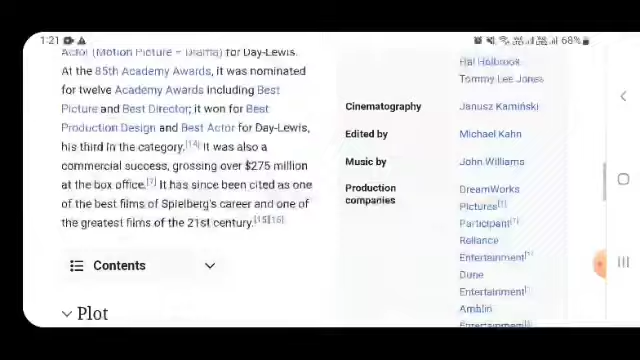 1:21
68%
Actor (Motion Picture – Drama) for Day-Lewis.
At the 85th Academy Awards, it was nominated
for twelve Academy Awards including Best
Picture and Best Director; it won for Best
Production Design and Best Actor for Day-Lewis,
his third in the category.[14] It was also a
commercial success, grossing over $275 million
at the box office.[7] It has since been cited as one
of the best films of Spielberg's career and one of
the greatest films of the 21st century.[15][16]
Contents
Plot
Hal Holbrook
Tommy Lee Jones
Cinematography Janusz Kamiński
Edited by Michael Kahn
Music by John Williams
Production DreamWorks
companies Pictures
Participant
Reliance
Entertainment
Dune
Entertainment
Amblin
Entertainment